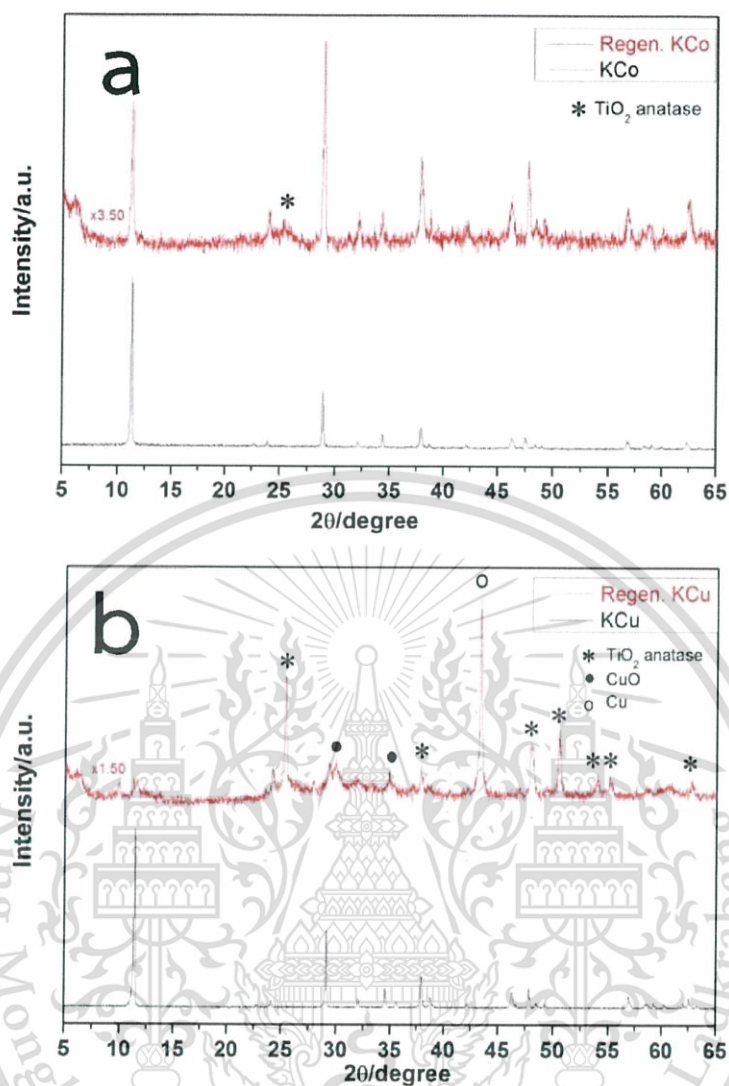 a
Regen. KCo
KCo
* TiO2 anatase
x3.50
Intensity/a.u.
5 10 15 20 25 30 35 40 45 50 55 60 65
2θ/degree
b
Regen. KCu
KCu
* TiO2 anatase
● CuO
o Cu
x1.50
Intensity/a.u.
5 10 15 20 25 30 35 40 45 50 55 60 65
2θ/degree